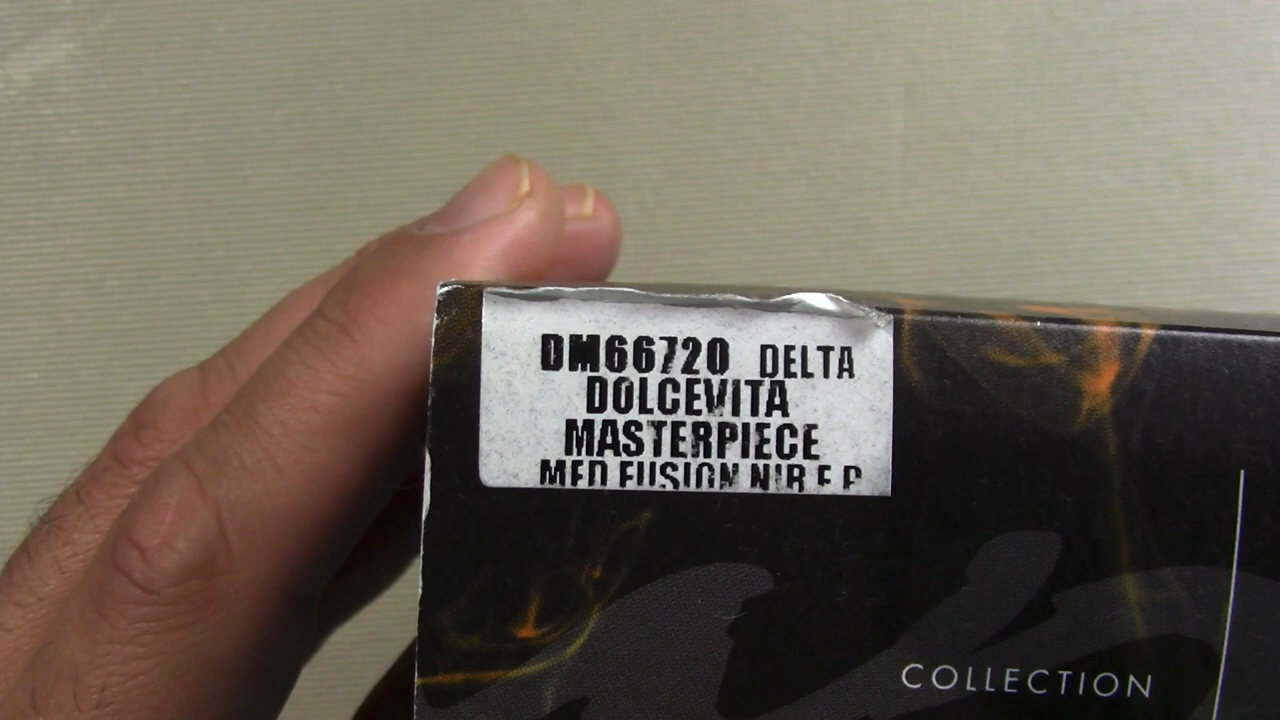 DM66720 DELTA
DOLCEVITA
MASTERPIECE
MED FUSION NIB F.P
COLLECTION